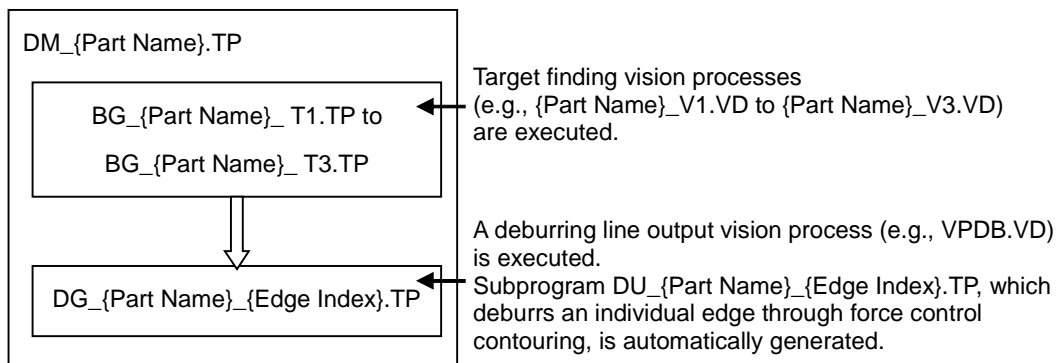 DM_{Part Name}.TP
BG_{Part Name}_ T1.TP to
BG_{Part Name}_ T3.TP
Target finding vision processes
(e.g., {Part Name}_V1.VD to {Part Name}_V3.VD)
are executed.
DG_{Part Name}_{Edge Index}.TP
A deburring line output vision process (e.g., VPDB.VD)
is executed.
Subprogram DU_{Part Name}_{Edge Index}.TP, which
deburrs an individual edge through force control
contouring, is automatically generated.